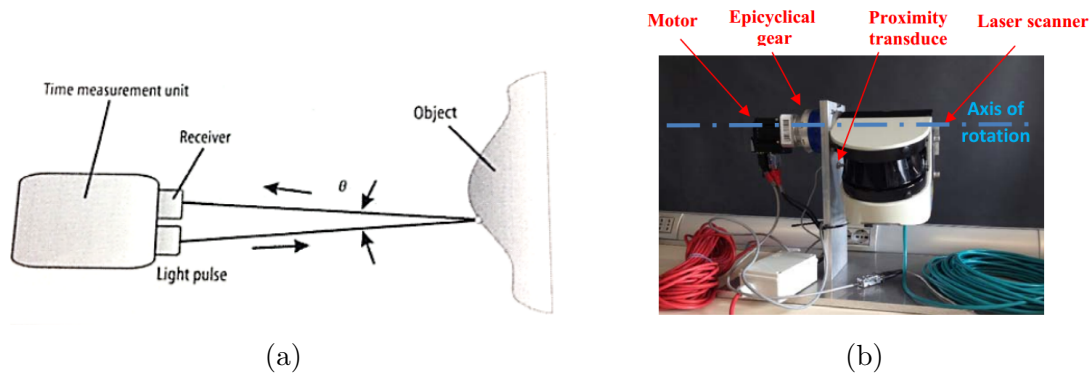 Time measurement unit
Receiver
Object
θ
Light pulse
(a)
Motor
Epicyclical
gear
Proximity
transduce
Laser scanner
Axis of
rotation
(b)